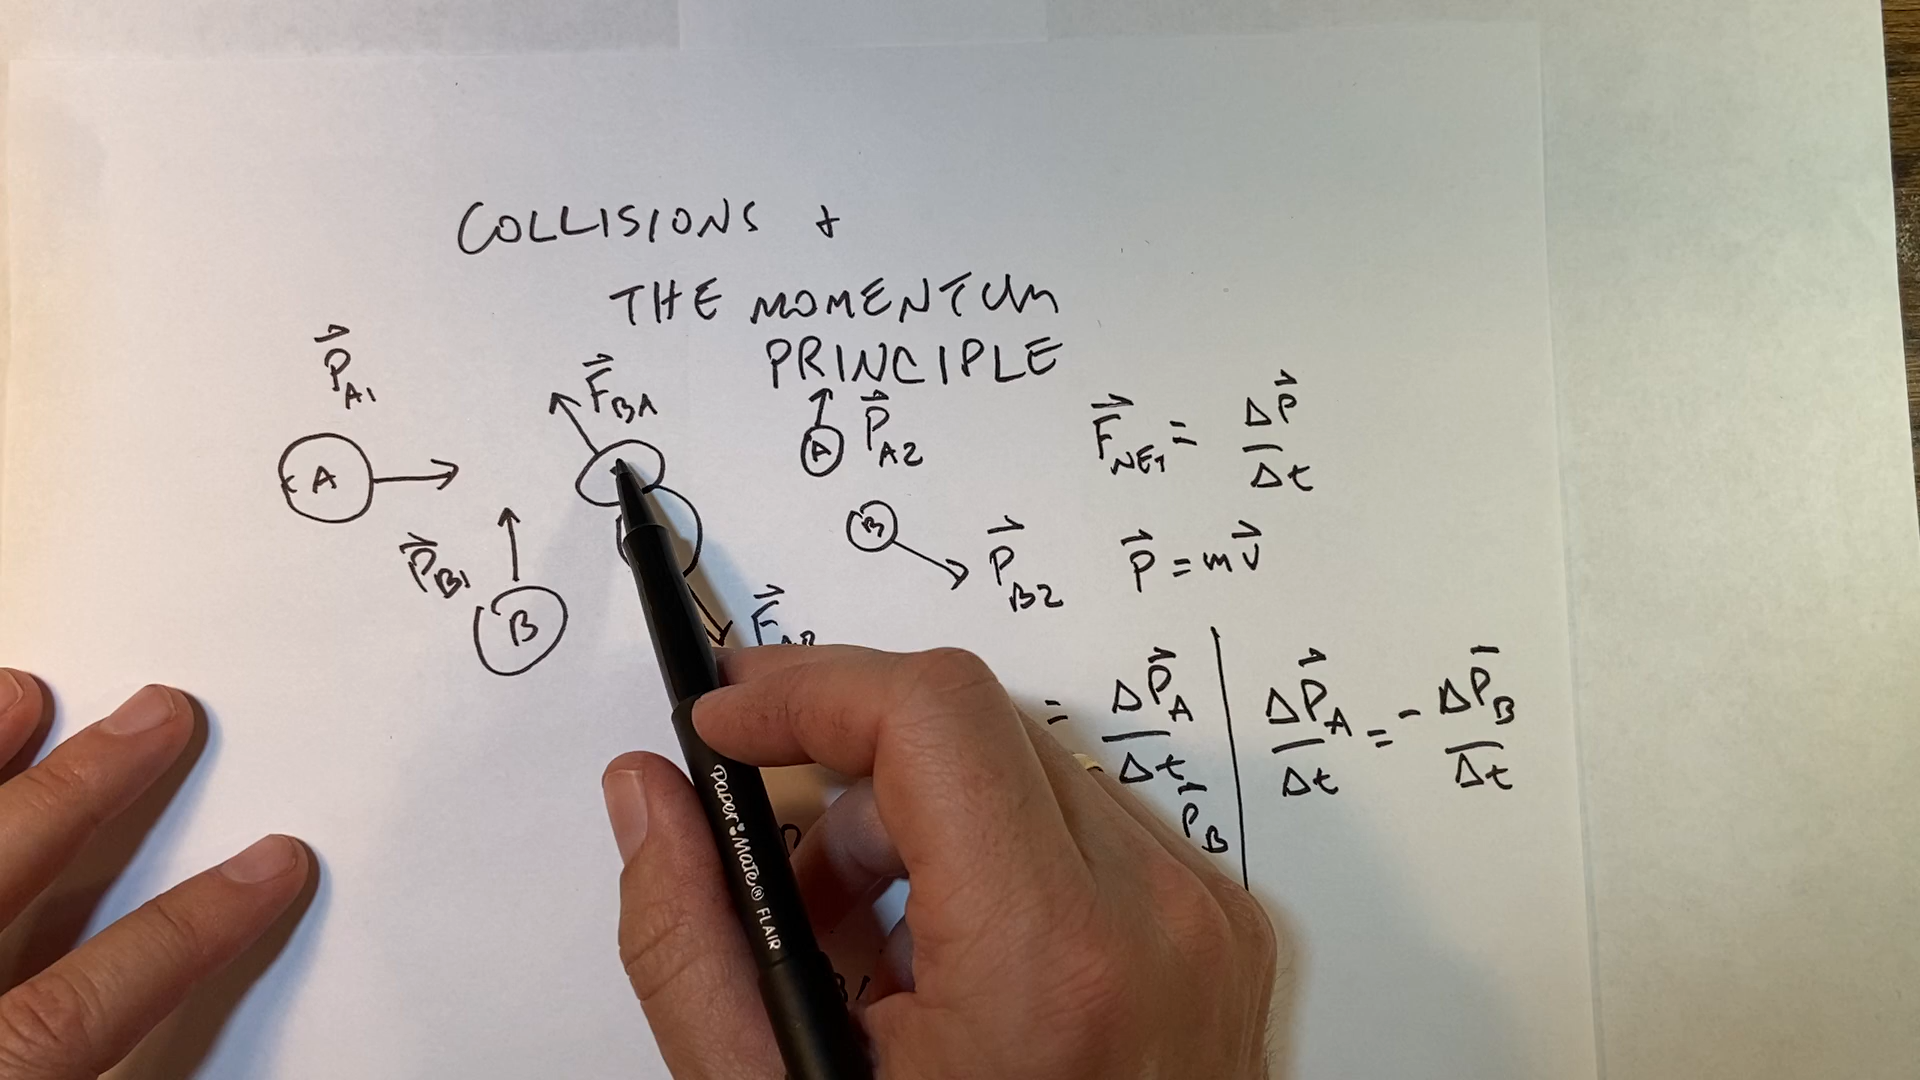 COLLISIONS +
THE MOMENTUM
PRINCIPLE
P⃗A1
A
P⃗B1
B
F⃗BA
A
P⃗A2
B
P⃗B2
F⃗NET = ΔP⃗/Δt
P⃗ = mv⃗
= ΔP⃗A/Δt
PB
ΔP⃗A/Δt = - ΔP̄B/Δt
Paper:Mate® FLAIR